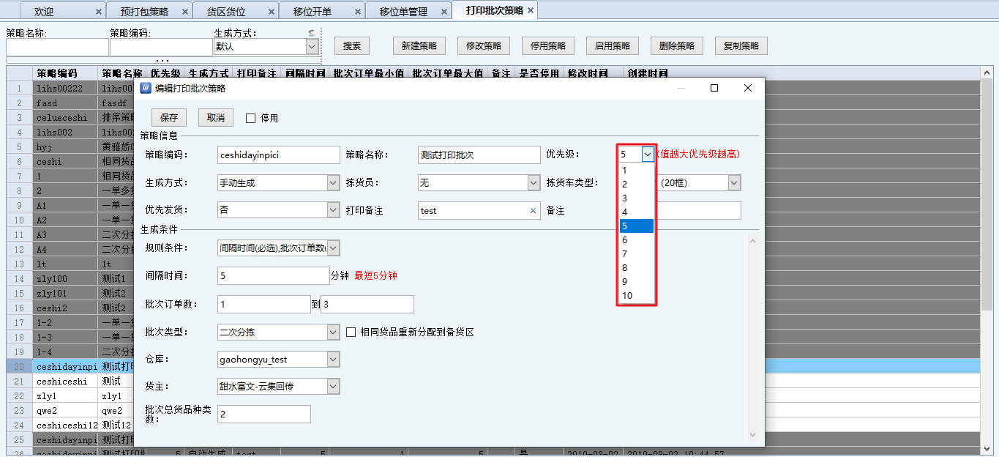 欢迎 × 预打包策略 × 货区货位 × 移位开单 × 移位单管理 × 打印批次策略 ×
策略名称: 策略编码: 生成方式:
默认 搜索 新建策略 修改策略 停用策略 启用策略 删除策略 复制策略
...
策略编码 策略名称 优先级 生成方式 打印备注 间隔时间 批次订单最小值 批次订单最大值 备注 是否停用 修改时间 创建时间
1 lihs00222 lihs00
2 fasd fasdf
3 celueceshi 排序策
4 lihs002 lihs00
5 hyj 黄雅娇
6 ceshi 相同货
7 1 相同货
8 2 一单多
9 A1 一单一
10 A2 一单一
11 A3 二次分
12 A4 二次分
13 lt lt
14 zly100 测试1
15 zly101 测试2
16 ceshi2 测试2
17 1-2 一单一
18 1-3 一单一
19 1-4 二次分
20 ceshidayinpi 测试打印
21 ceshiceshi 测试
22 zly1 zly1
23 qwe2 qwe2
24 ceshiceshi12 测试12
25 ceshidayinpi 测试打印
26 ceshidayinpi 测试打印批 5 自动生成 test 5 1 5 是 2019-08-02 2019-08-02 10:44:57
编辑打印批次策略
保存 取消 停用
策略信息
策略编码: ceshidayinpici 策略名称: 测试打印批次 优先级: 5 (值越大优先级越高)
生成方式: 手动生成 拣货员: 无 拣货车类型: (20框)
优先发货: 否 打印备注 test × 备注
1
2
3
4
5
6
7
8
9
10
生成条件
规则条件: 间隔时间(必选),批次订单数(
间隔时间: 5 分钟 最短5分钟
批次订单数: 1 到 3
批次类型: 二次分拣 相同货品重新分配到备货区
仓库: gaohongyu_test
货主: 甜水富文-云集回传
批次总货品种类
数: 2